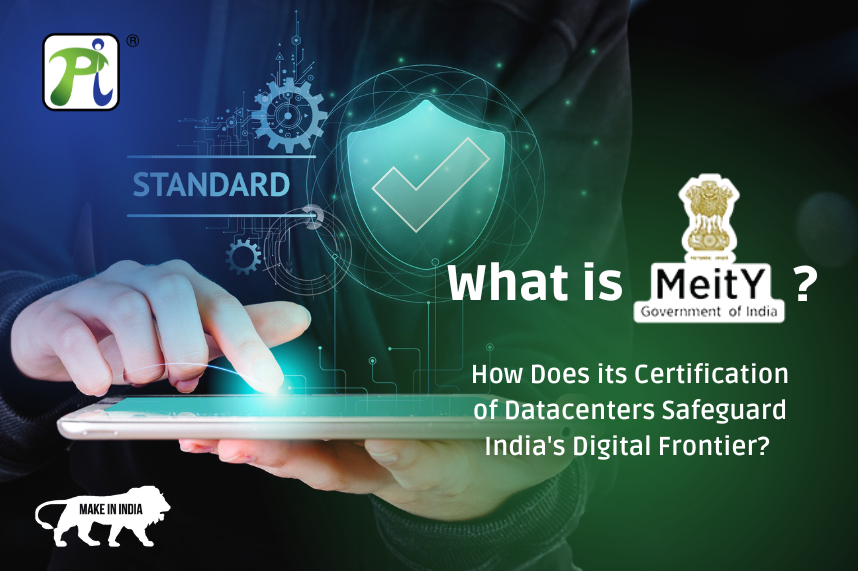 Pi ®
STANDARD
What is MeitY ?
Government of India
How Does its Certification
of Datacenters Safeguard
India's Digital Frontier?
MAKE IN INDIA